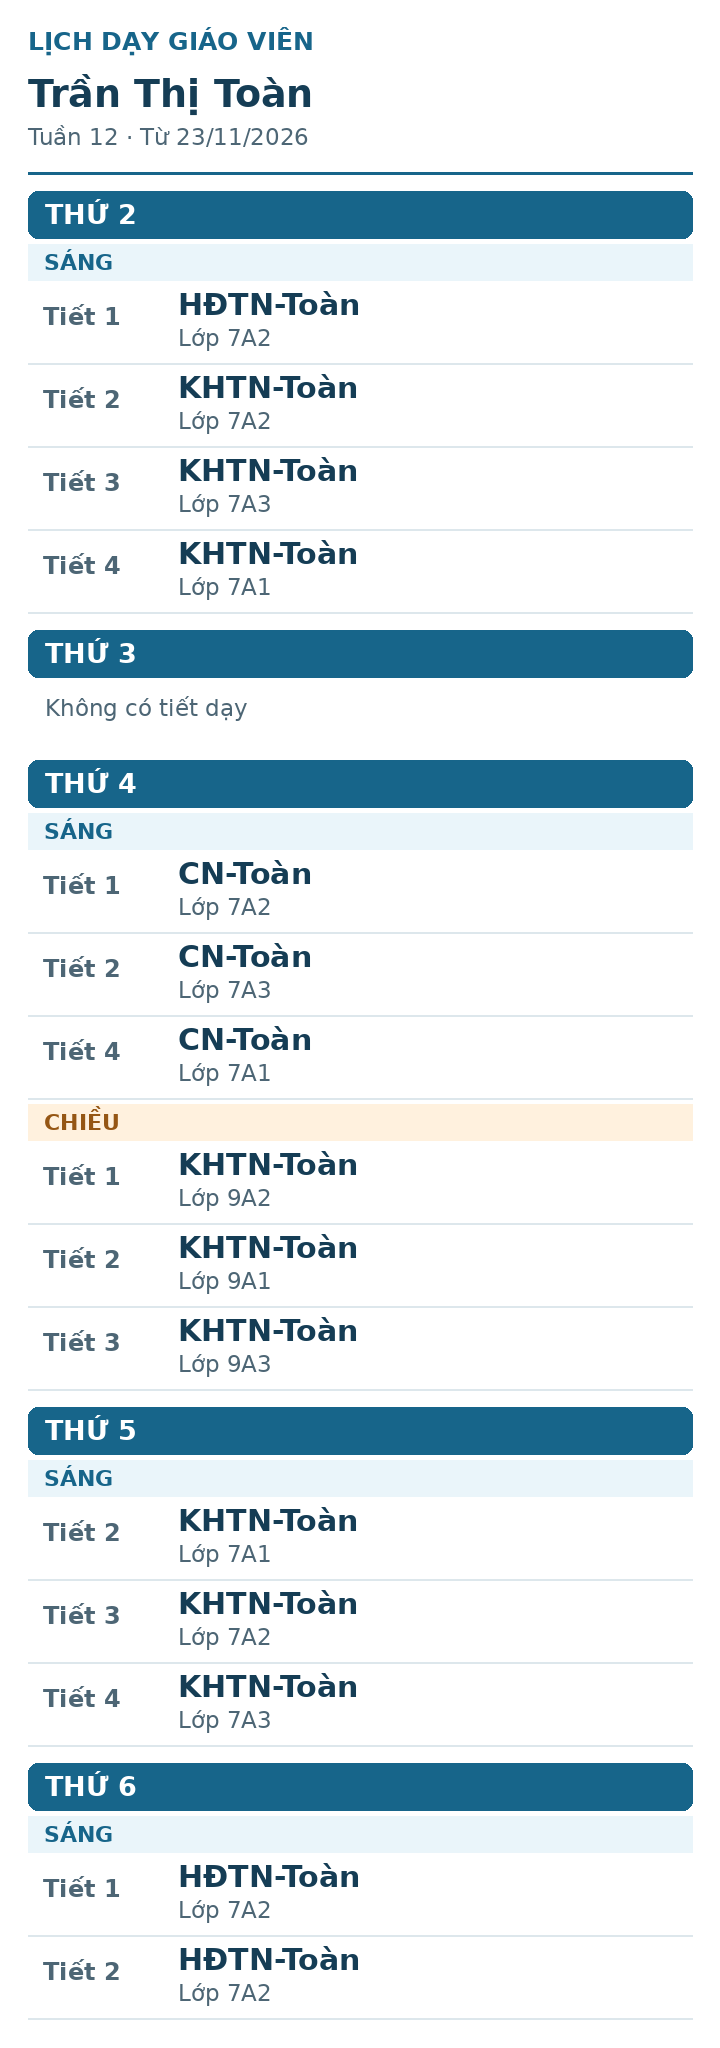 LỊCH DẠY GIÁO VIÊN
Trần Thị Toàn
Tuần 12 · Từ 23/11/2026
THỨ 2
SÁNG
Tiết 1 HĐTN-Toàn
Lớp 7A2
Tiết 2 KHTN-Toàn
Lớp 7A2
Tiết 3 KHTN-Toàn
Lớp 7A3
Tiết 4 KHTN-Toàn
Lớp 7A1
THỨ 3
Không có tiết dạy
THỨ 4
SÁNG
Tiết 1 CN-Toàn
Lớp 7A2
Tiết 2 CN-Toàn
Lớp 7A3
Tiết 4 CN-Toàn
Lớp 7A1
CHIỀU
Tiết 1 KHTN-Toàn
Lớp 9A2
Tiết 2 KHTN-Toàn
Lớp 9A1
Tiết 3 KHTN-Toàn
Lớp 9A3
THỨ 5
SÁNG
Tiết 2 KHTN-Toàn
Lớp 7A1
Tiết 3 KHTN-Toàn
Lớp 7A2
Tiết 4 KHTN-Toàn
Lớp 7A3
THỨ 6
SÁNG
Tiết 1 HĐTN-Toàn
Lớp 7A2
Tiết 2 HĐTN-Toàn
Lớp 7A2